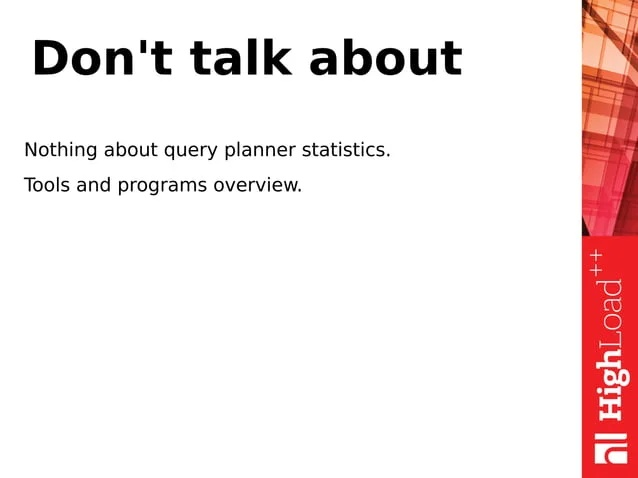 Don't talk about
Nothing about query planner statistics.
Tools and programs overview.
HighLoad++